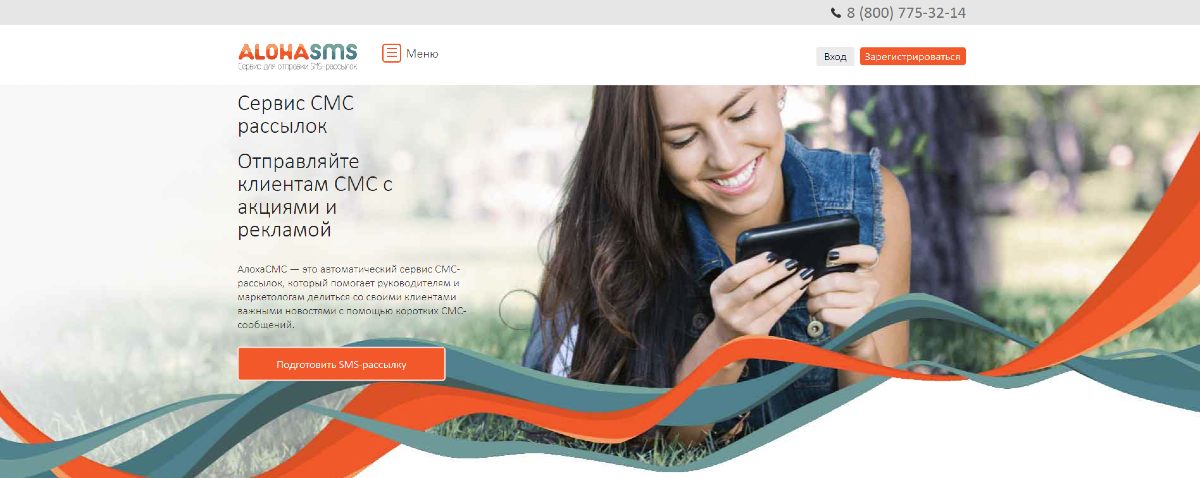 8 (800) 775-32-14
ALOHASMS
Сервис для отправки SMS-рассылок
Меню
Вход
Зарегистрироваться
Сервис СМС
рассылок
Отправляйте
клиентам СМС с
акциями и
рекламой
АлохаСМС — это автоматический сервис СМС-
рассылок, который помогает руководителям и
маркетологам делиться со своими клиентами
важными новостями с помощью коротких СМС-
сообщений.
Подготовить SMS-рассылку